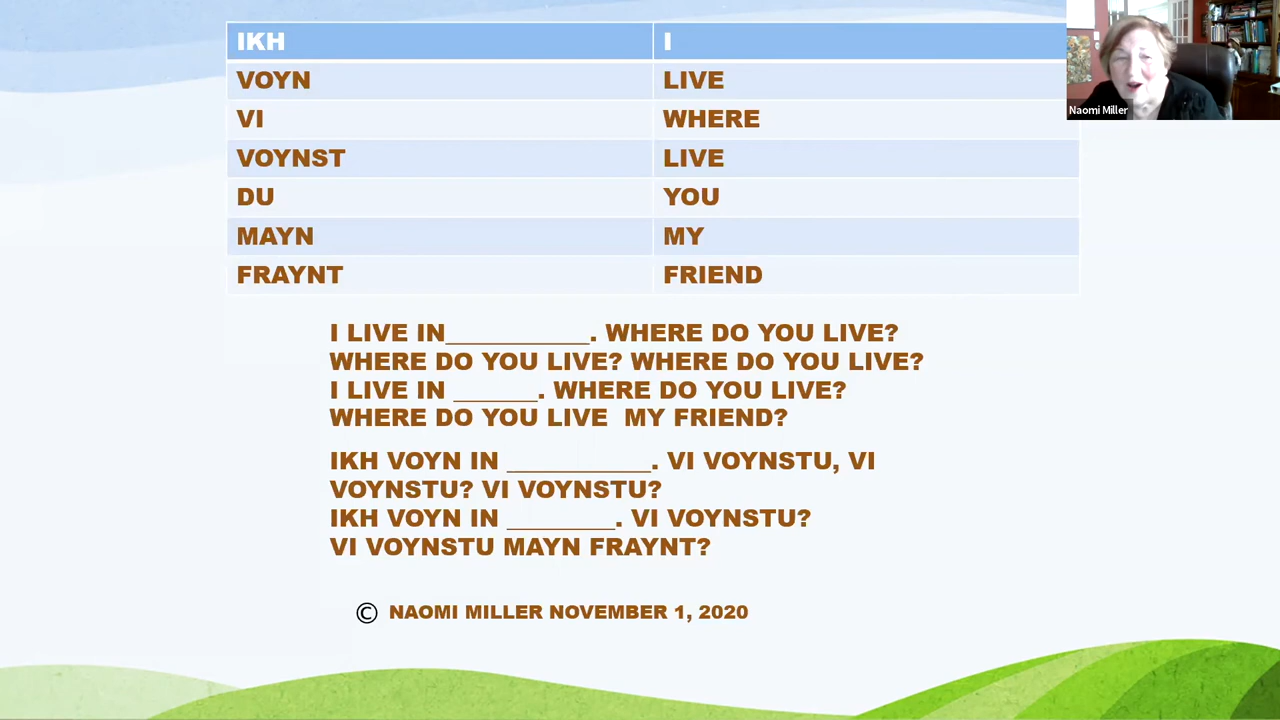 IKH I
VOYN LIVE
VI WHERE
VOYNST LIVE
DU YOU
MAYN MY
FRAYNT FRIEND
I LIVE IN___________. WHERE DO YOU LIVE?
WHERE DO YOU LIVE? WHERE DO YOU LIVE?
I LIVE IN ______. WHERE DO YOU LIVE?
WHERE DO YOU LIVE  MY FRIEND?
IKH VOYN IN ___________. VI VOYNSTU, VI
VOYNSTU? VI VOYNSTU?
IKH VOYN IN ________. VI VOYNSTU?
VI VOYNSTU MAYN FRAYNT?
© NAOMI MILLER NOVEMBER 1, 2020
Naomi Miller